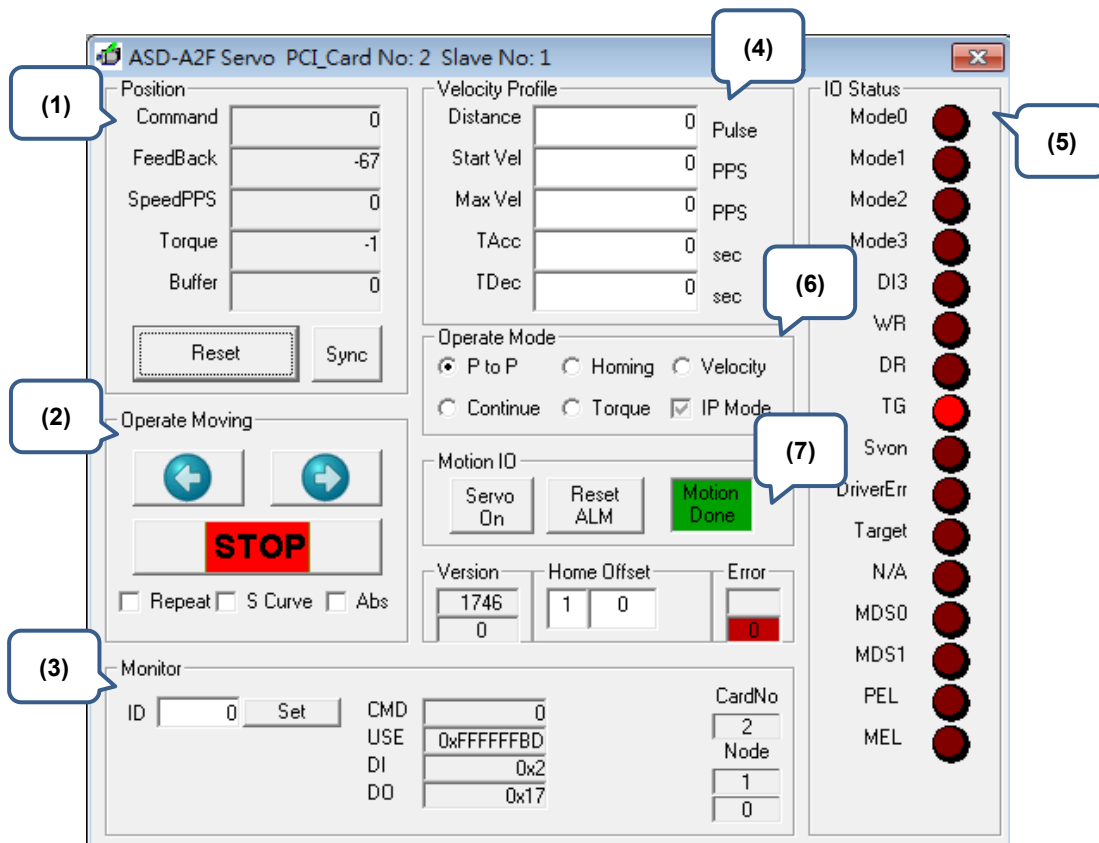 ASD-A2F Servo PCI_Card No: 2 Slave No: 1
(1)
(4)
(5)
Position
Command 0
FeedBack -67
SpeedPPS 0
Torque -1
Buffer 0
Reset Sync
Velocity Profile
Distance 0 Pulse
Start Vel 0 PPS
Max Vel 0 PPS
TAcc 0 sec
TDec 0 sec
(6)
Operate Mode
P to P Homing Velocity
Continue Torque IP Mode
(2)
Operate Moving
STOP
Repeat S Curve Abs
(7)
Motion IO
Servo On
Reset ALM
Motion Done
Version
1746
0
Home Offset
1 0
Error
0
(3)
Monitor
ID 0 Set
CMD 0
USE 0xFFFFFFBD
DI 0x2
DO 0x17
CardNo
2
Node
1
0
IO Status
Mode0
Mode1
Mode2
Mode3
DI3
WR
DR
TG
Svon
DriverErr
Target
N/A
MDS0
MDS1
PEL
MEL